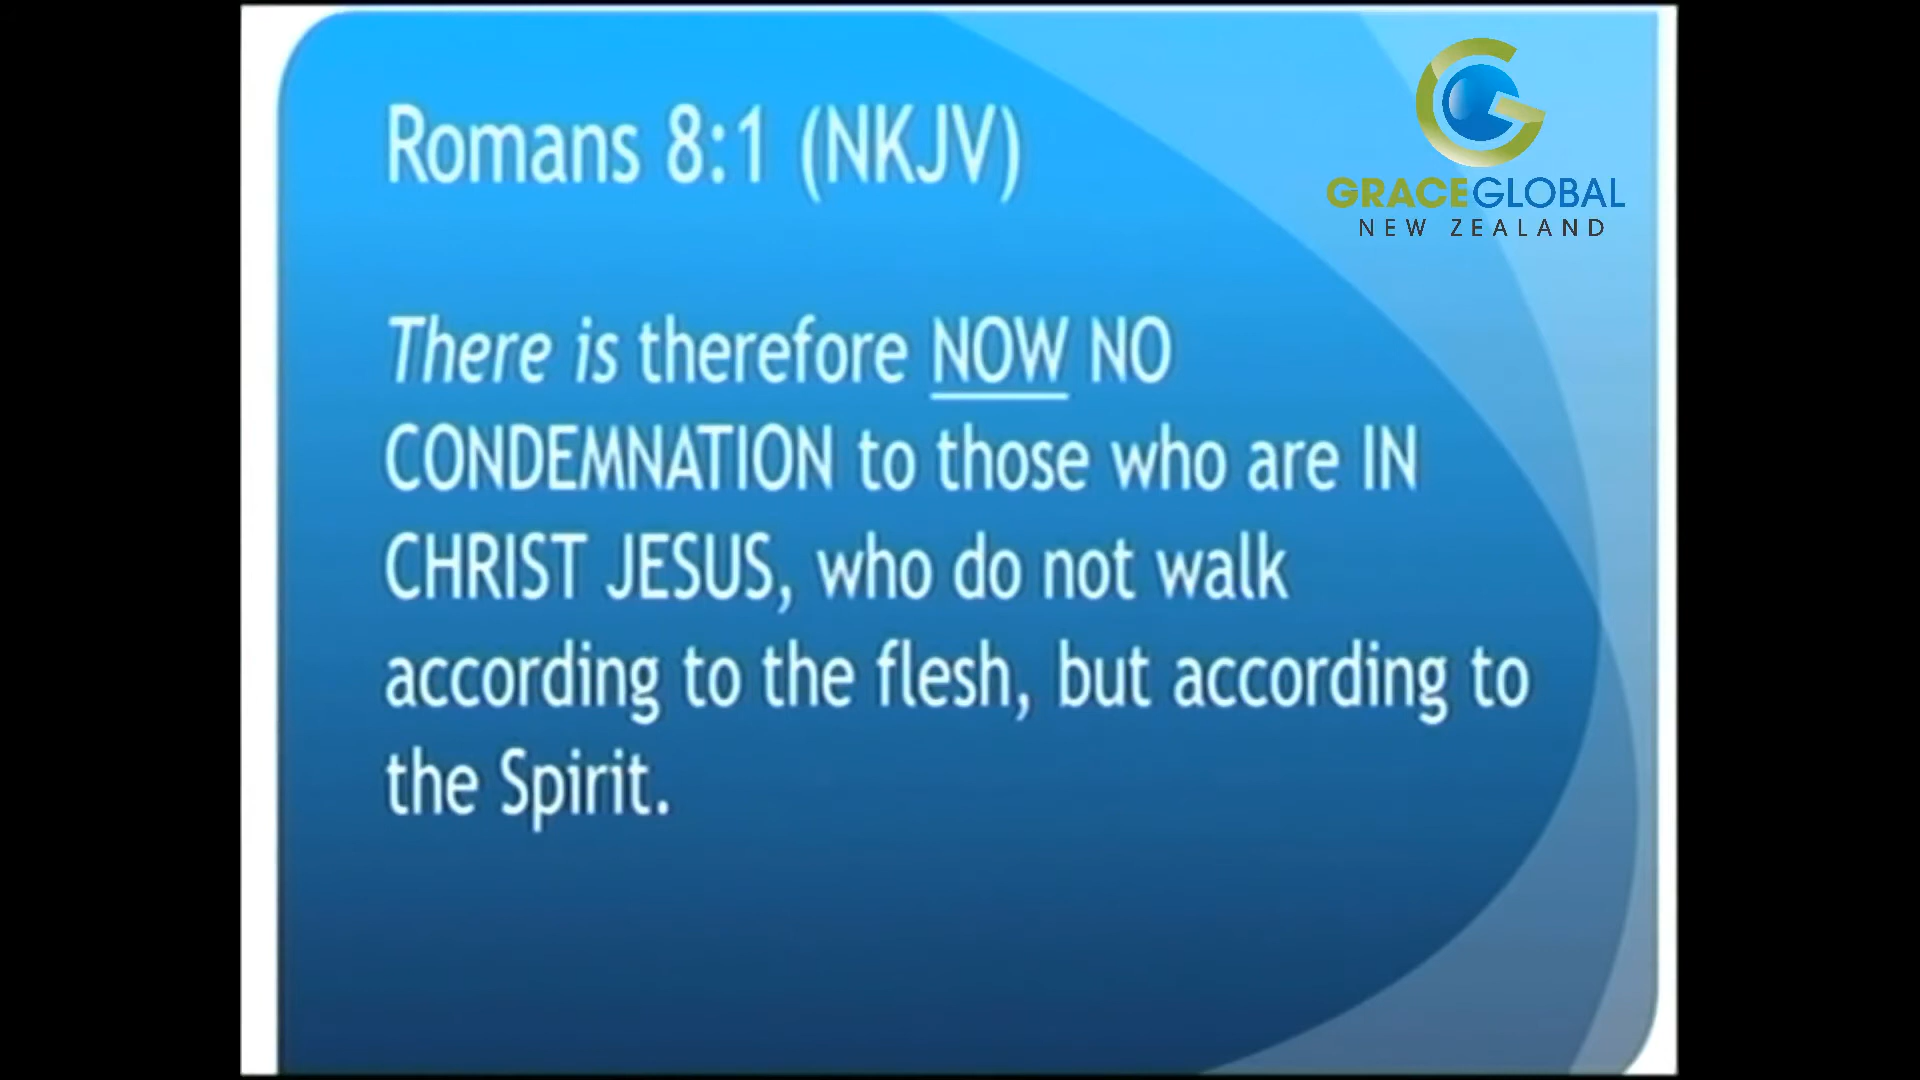 Romans 8:1 (NKJV)
GRACEGLOBAL
NEW ZEALAND
There is therefore NOW NO
CONDEMNATION to those who are IN
CHRIST JESUS, who do not walk
according to the flesh, but according to
the Spirit.